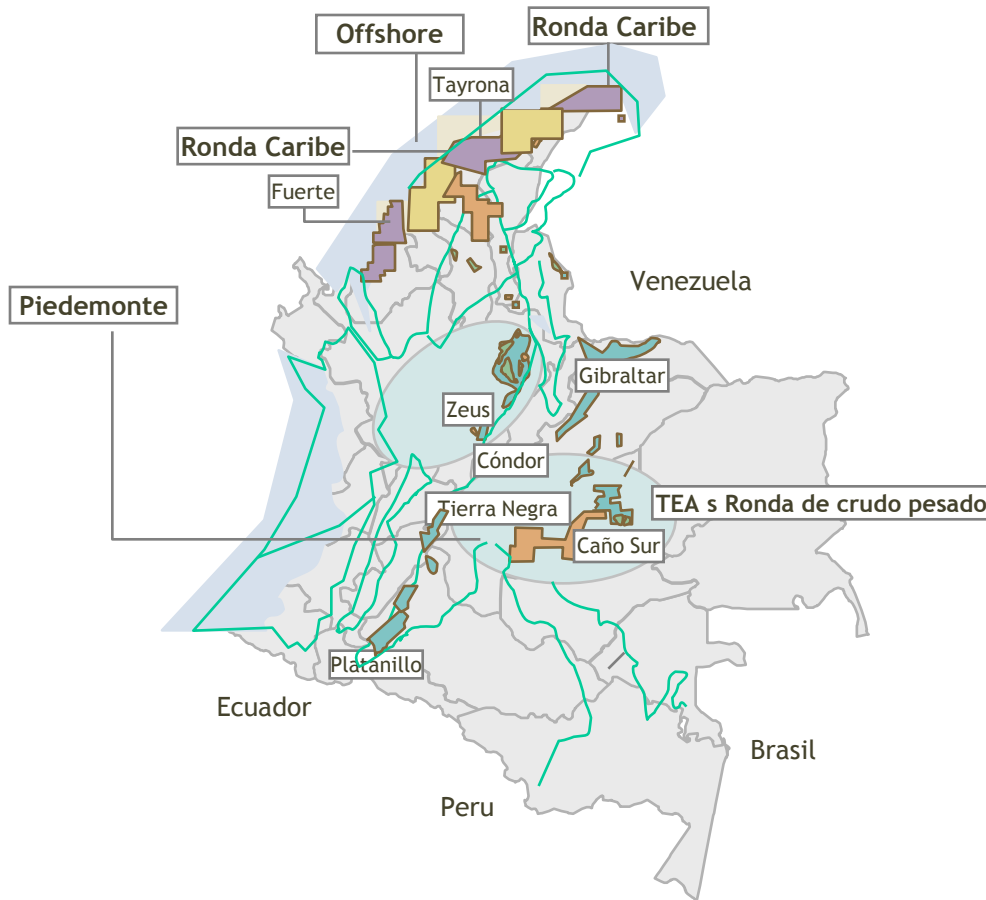 Ronda Caribe
Offshore
Tayrona
Ronda Caribe
Fuerte
Venezuela
Piedemonte
Gibraltar
Zeus
Cóndor
TEA s Ronda de crudo pesado
Tierra Negra
Caño Sur
Platanillo
Ecuador
Brasil
Peru